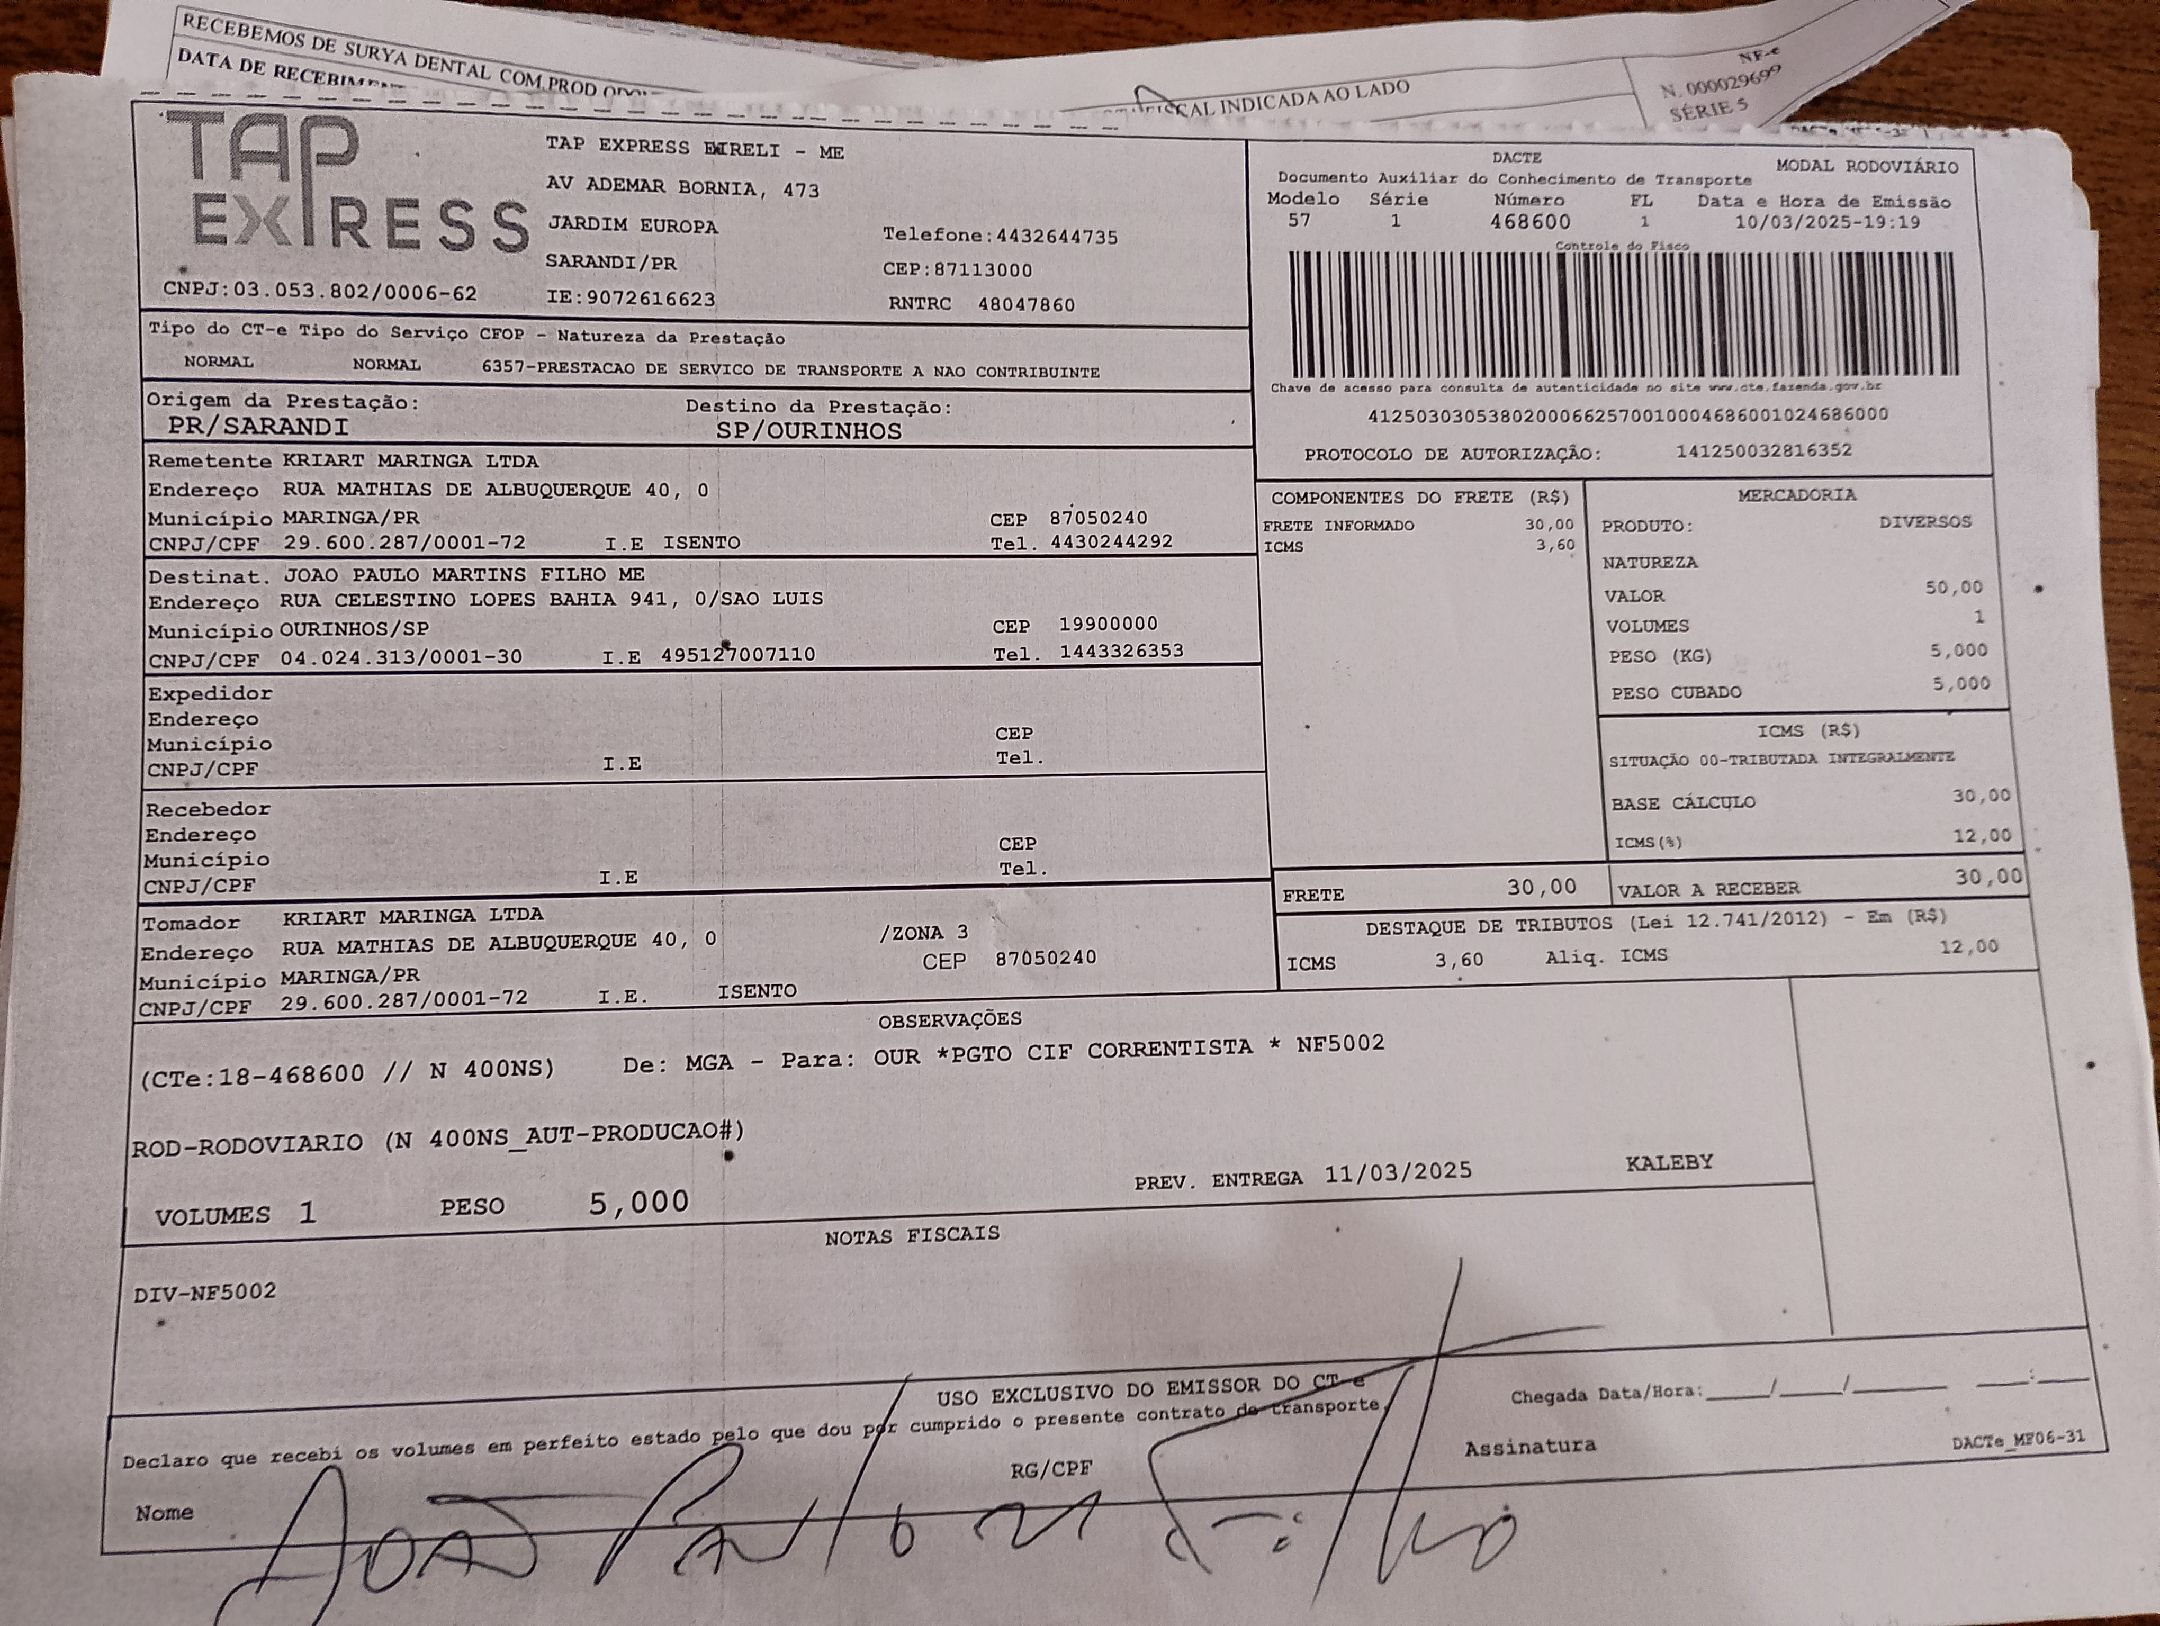 RECEBEMOS DE SURYA DENTAL COM.PROD
DATA DE
FISCAL INDICADA AO LADO
NF-e
N. 000029699
SÉRIE 5
TAP EXPRESS
TAP EXPRESS EIRELI - ME
AV ADEMAR BORNIA, 473
JARDIM EUROPA
Telefone:4432644735
SARANDI/PR
CEP:87113000
CNPJ:03.053.802/0006-62
IE:9072616623
RNTRC 48047860
DACTE
MODAL RODOVIÁRIO
Documento Auxiliar do Conhecimento de Transporte
Modelo Série Número FL Data e Hora de Emissão
57 1 468600 1 10/03/2025-19:19
Controle do Fisco
Chave de acesso para consulta de autenticidade no site www.cte.fazenda.gov.br
41250303053802000662570010004686001024686000
PROTOCOLO DE AUTORIZAÇÃO: 141250032816352
Tipo do CT-e Tipo do Serviço CFOP - Natureza da Prestação
NORMAL NORMAL 6357-PRESTACAO DE SERVICO DE TRANSPORTE A NAO CONTRIBUINTE
Origem da Prestação: Destino da Prestação:
PR/SARANDI SP/OURINHOS
Remetente KRIART MARINGA LTDA
Endereço RUA MATHIAS DE ALBUQUERQUE 40, 0
Município MARINGA/PR CEP 87050240
CNPJ/CPF 29.600.287/0001-72 I.E ISENTO Tel. 4430244292
Destinat. JOAO PAULO MARTINS FILHO ME
Endereço RUA CELESTINO LOPES BAHIA 941, 0/SAO LUIS
Município OURINHOS/SP CEP 19900000
CNPJ/CPF 04.024.313/0001-30 I.E 495127007110 Tel. 1443326353
Expedidor
Endereço
Município CEP
CNPJ/CPF I.E Tel.
Recebedor
Endereço
Município CEP
CNPJ/CPF I.E Tel.
Tomador KRIART MARINGA LTDA
Endereço RUA MATHIAS DE ALBUQUERQUE 40, 0 /ZONA 3
Município MARINGA/PR CEP 87050240
CNPJ/CPF 29.600.287/0001-72 I.E. ISENTO
COMPONENTES DO FRETE (R$)
FRETE INFORMADO 30,00
ICMS 3,60
MERCADORIA
PRODUTO: DIVERSOS
NATUREZA
VALOR 50,00
VOLUMES 1
PESO (KG) 5,000
PESO CUBADO 5,000
ICMS (R$)
SITUAÇÃO 00-TRIBUTADA INTEGRALMENTE
BASE CÁLCULO 30,00
ICMS(%) 12,00
FRETE 30,00 VALOR A RECEBER 30,00
DESTAQUE DE TRIBUTOS (Lei 12.741/2012) - Em (R$)
ICMS 3,60 Aliq. ICMS 12,00
OBSERVAÇÕES
(CTe:18-468600 // N 400NS) De: MGA - Para: OUR *PGTO CIF CORRENTISTA * NF5002
ROD-RODOVIARIO (N 400NS_AUT-PRODUCAO#)
VOLUMES 1 PESO 5,000 PREV. ENTREGA 11/03/2025 KALEBY
NOTAS FISCAIS
DIV-NF5002
USO EXCLUSIVO DO EMISSOR DO CT-e
Declaro que recebi os volumes em perfeito estado pelo que dou por cumprido o presente contrato de transporte.
Chegada Data/Hora:____/____/______ ___:___
Nome RG/CPF Assinatura DACTe_MF06-31
João Paulo M Filho